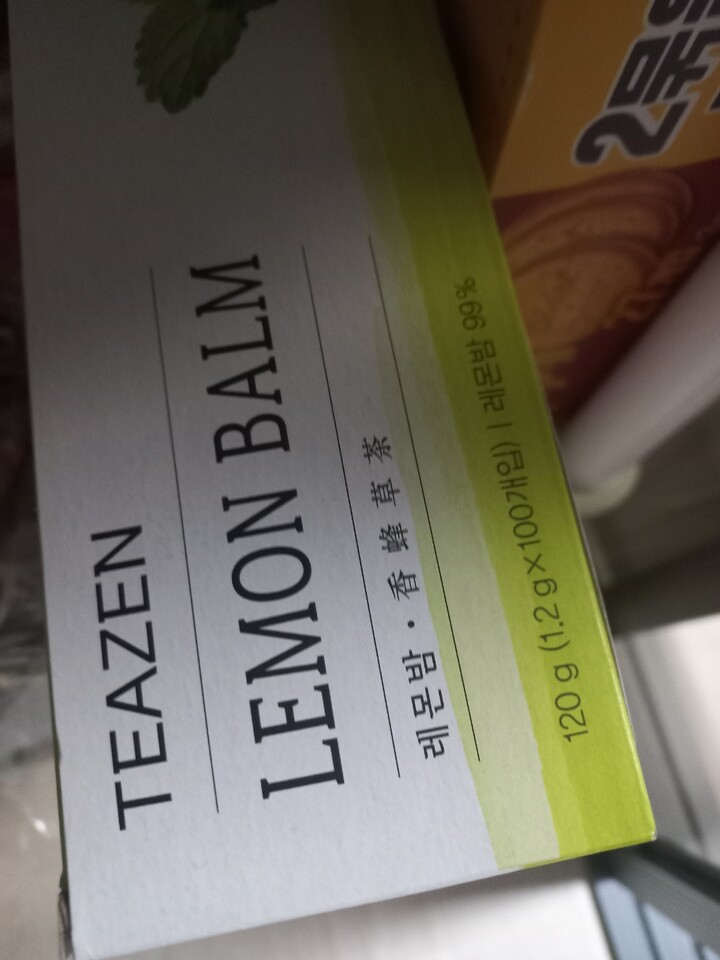 TEAZEN
LEMON BALM
레몬밤 · 香蜂草茶
120 g (1.2 g×100개입) | 레몬밤 99%